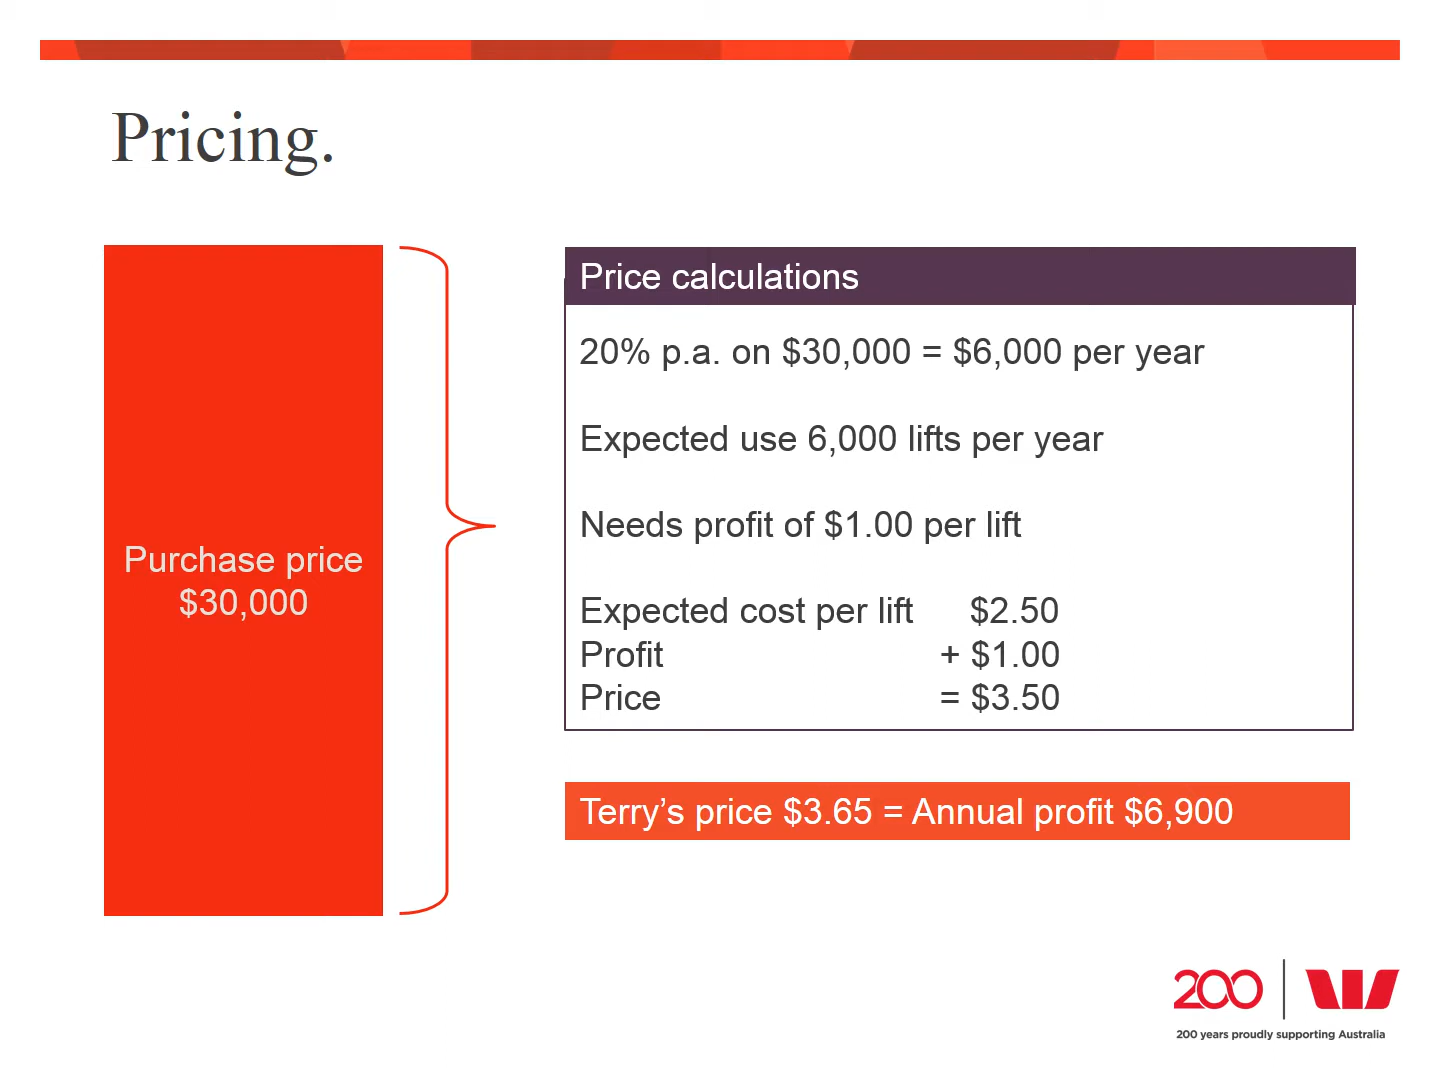 Pricing.
Purchase price
$30,000
Price calculations
20% p.a. on $30,000 = $6,000 per year
Expected use 6,000 lifts per year
Needs profit of $1.00 per lift
Expected cost per lift $2.50
Profit + $1.00
Price = $3.50
Terry’s price $3.65 = Annual profit $6,900
200
200 years proudly supporting Australia